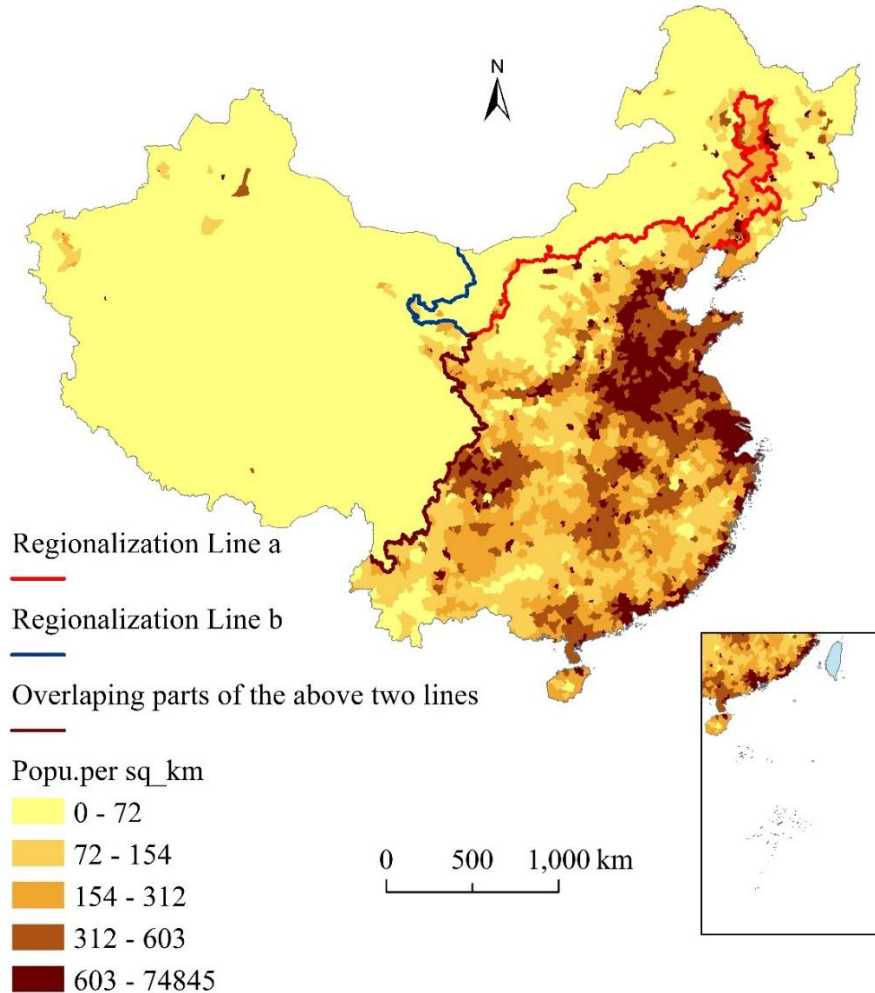 N
Regionalization Line a
Regionalization Line b
Overlaping parts of the above two lines
Popu.per sq_km
0 - 72
72 - 154
154 - 312
312 - 603
603 - 74845
0 500 1,000 km